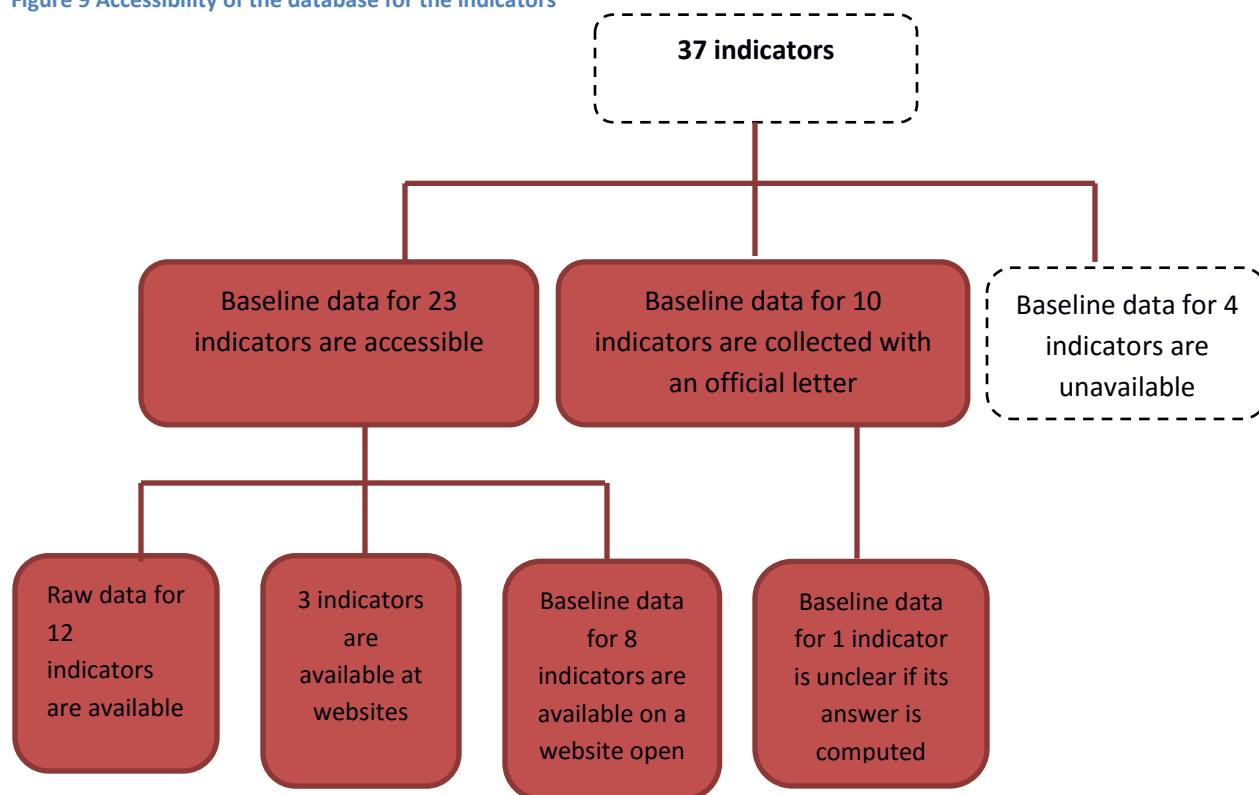 Figure 9 Accessibility of the database for the indicators
37 indicators
Baseline data for 23
indicators are accessible
Baseline data for 10
indicators are collected with
an official letter
Baseline data for 4
indicators are
unavailable
Raw data for
12
indicators
are available
3 indicators
are
available at
websites
Baseline data
for 8
indicators are
available on a
website open
Baseline data
for 1 indicator
is unclear if its
answer is
computed